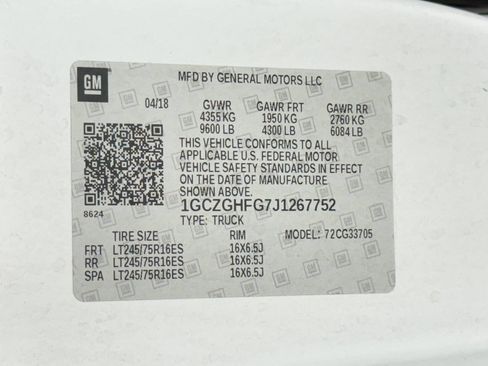 GM
MFD BY GENERAL MOTORS LLC
04/18 GVWR GAWR FRT GAWR RR
4355 KG 1950 KG 2760 KG
9600 LB 4300 LB 6084 LB
THIS VEHICLE CONFORMS TO ALL
APPLICABLE U.S. FEDERAL MOTOR
VEHICLE SAFETY STANDARDS IN EFFECT
ON THE DATE OF MANUFACTURE
SHOWN ABOVE.
8624
1GCZGHFG7J1267752
TYPE: TRUCK
TIRE SIZE RIM MODEL: 72CG33705
FRT LT245/75R16ES 16X6.5J
RR LT245/75R16ES 16X6.5J
SPA LT245/75R16ES 16X6.5J